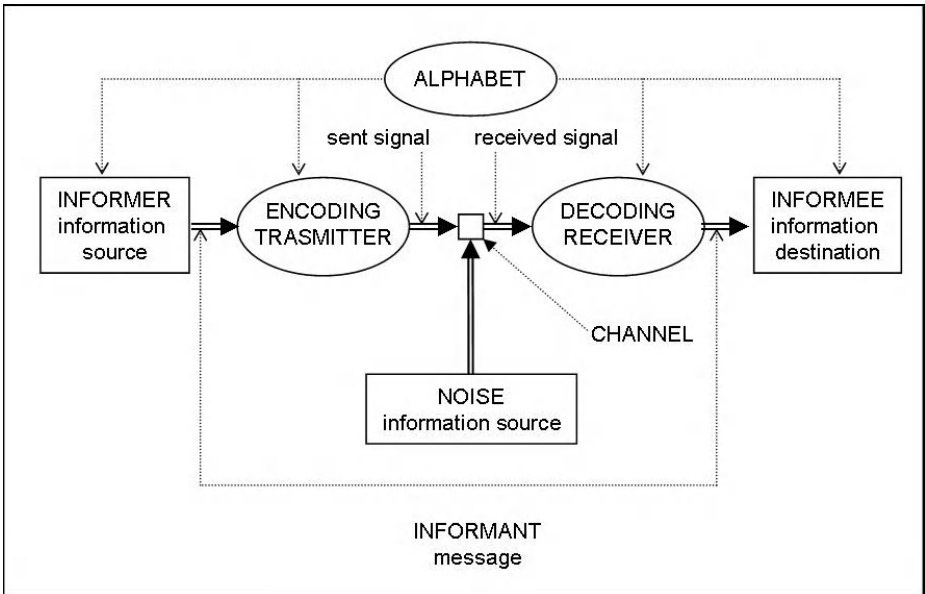 ALPHABET
sent signal
received signal
INFORMER
information
source
ENCODING
TRASMITTER
DECODING
RECEIVER
INFORMEE
information
destination
CHANNEL
NOISE
information source
INFORMANT
message